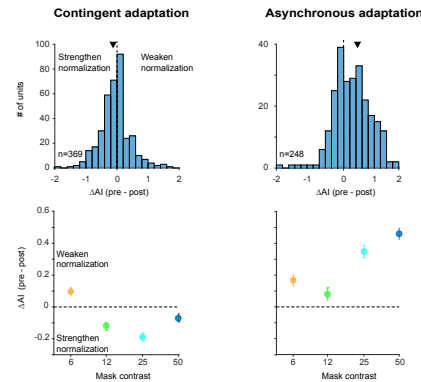 Contingent adaptation
Asynchronous adaptation
# of units
100
80
60
40
20
0
Strengthen normalization
Weaken normalization
n=369
-2 -1 0 1 2
ΔAI (pre - post)
40
20
0
n=248
-2 -1 0 1 2
ΔAI (pre - post)
ΔAI (pre - post)
0.6
0.4
0.2
0
-0.2
Weaken
normalization
Strengthen
normalization
6 12 25 50
Mask contrast
6 12 25 50
Mask contrast